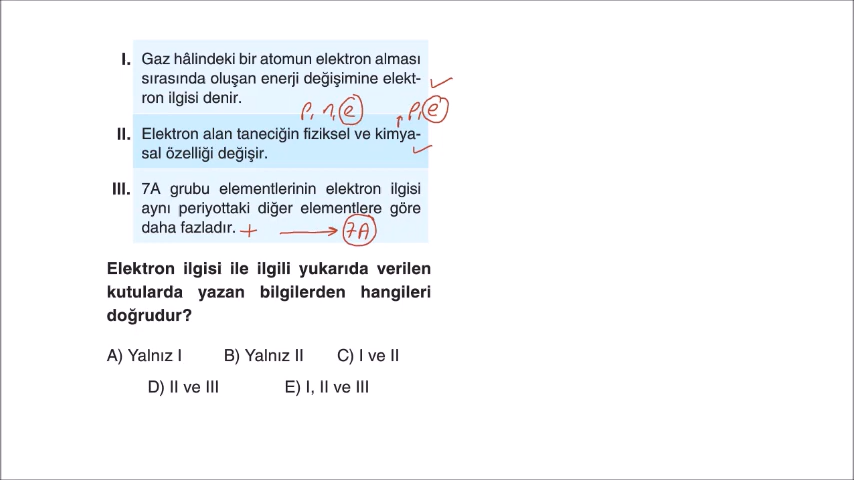 I. Gaz hâlindeki bir atomun elektron alması
sırasında oluşan enerji değişimine elekt-
ron ilgisi denir.
p, n, e p, e
II. Elektron alan taneciğin fiziksel ve kimya-
sal özelliği değişir.
III. 7A grubu elementlerinin elektron ilgisi
aynı periyottaki diğer elementlere göre
daha fazladır. + → 7A
Elektron ilgisi ile ilgili yukarıda verilen
kutularda yazan bilgilerden hangileri
doğrudur?
A) Yalnız I B) Yalnız II C) I ve II
D) II ve III E) I, II ve III